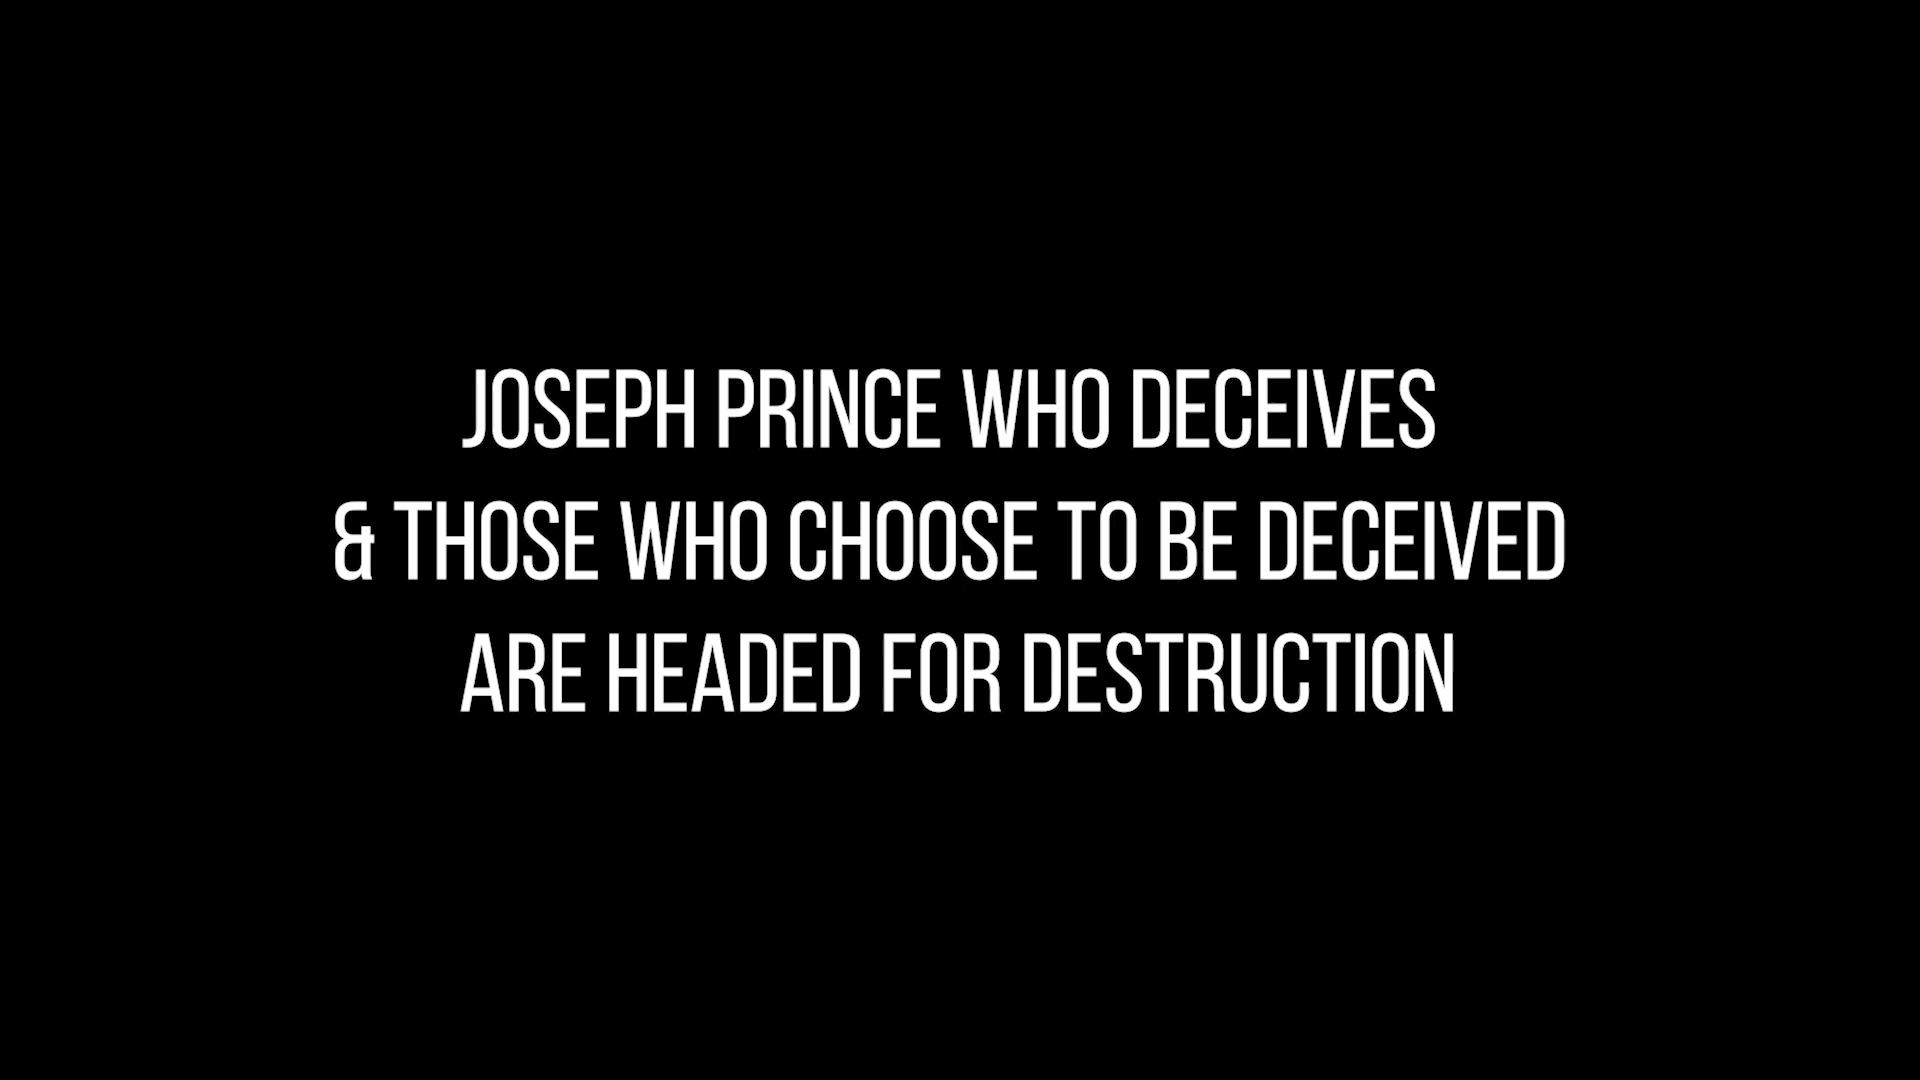 JOSEPH PRINCE WHO DECEIVES
& THOSE WHO CHOOSE TO BE DECEIVED
ARE HEADED FOR DESTRUCTION